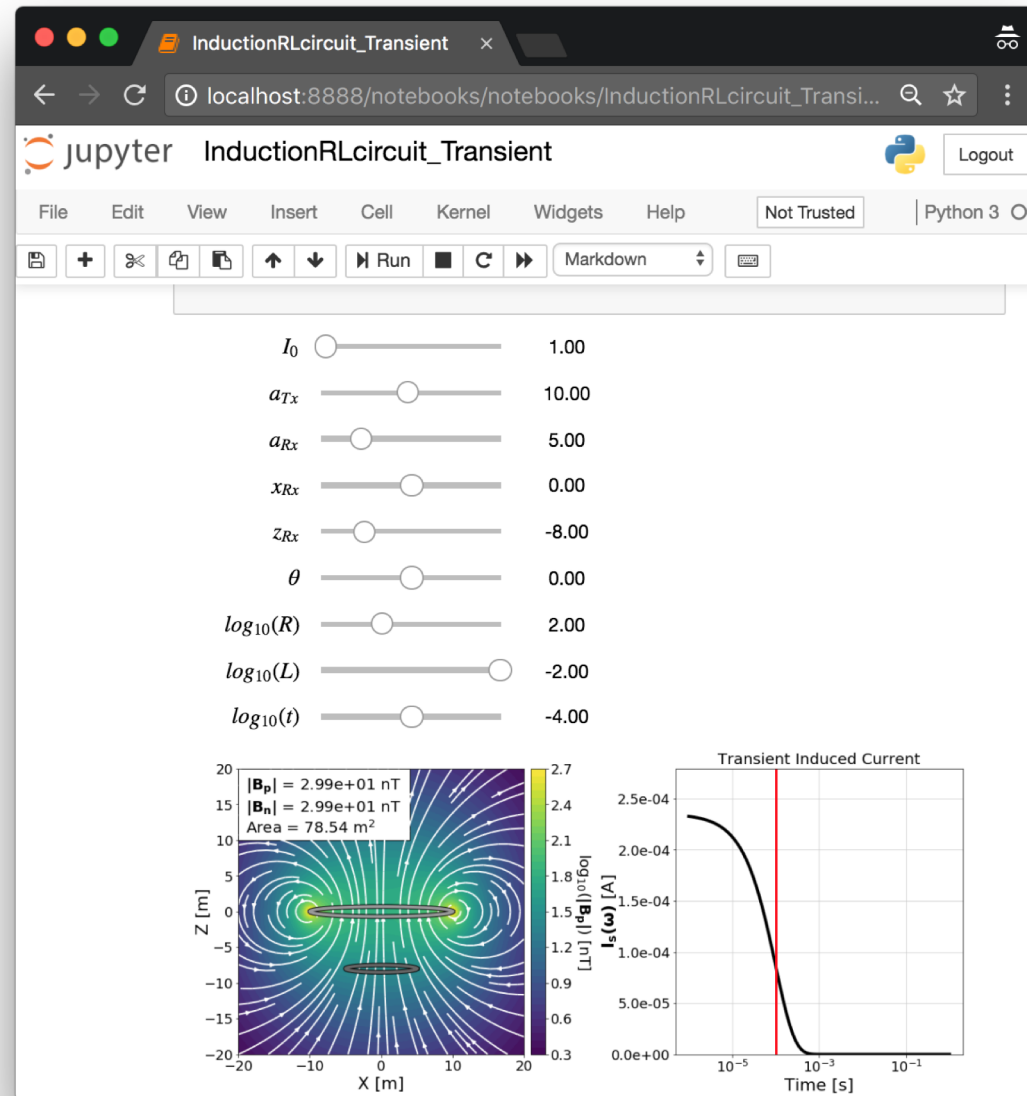 InductionRLcircuit_Transient ×
localhost:8888/notebooks/notebooks/InductionRLcircuit_Transi...
jupyter InductionRLcircuit_Transient Logout
File Edit View Insert Cell Kernel Widgets Help Not Trusted Python 3
Run Markdown
I₀ 1.00
a_Tx 10.00
a_Rx 5.00
x_Rx 0.00
z_Rx -8.00
θ 0.00
log₁₀(R) 2.00
log₁₀(L) -2.00
log₁₀(t) -4.00
|Bₚ| = 2.99e+01 nT
|Bₙ| = 2.99e+01 nT
Area = 78.54 m²
20
15
10
5
0
−5
−10
−15
−20
Z [m]
−20 −10 0 10 20
X [m]
2.7
2.4
2.1
1.8
1.5
1.2
0.9
0.6
0.3
log₁₀(|Bₚ|) [nT]
Transient Induced Current
2.5e-04
2.0e-04
1.5e-04
1.0e-04
5.0e-05
0.0e+00
Iₛ(ω) [A]
10⁻⁵ 10⁻³ 10⁻¹
Time [s]